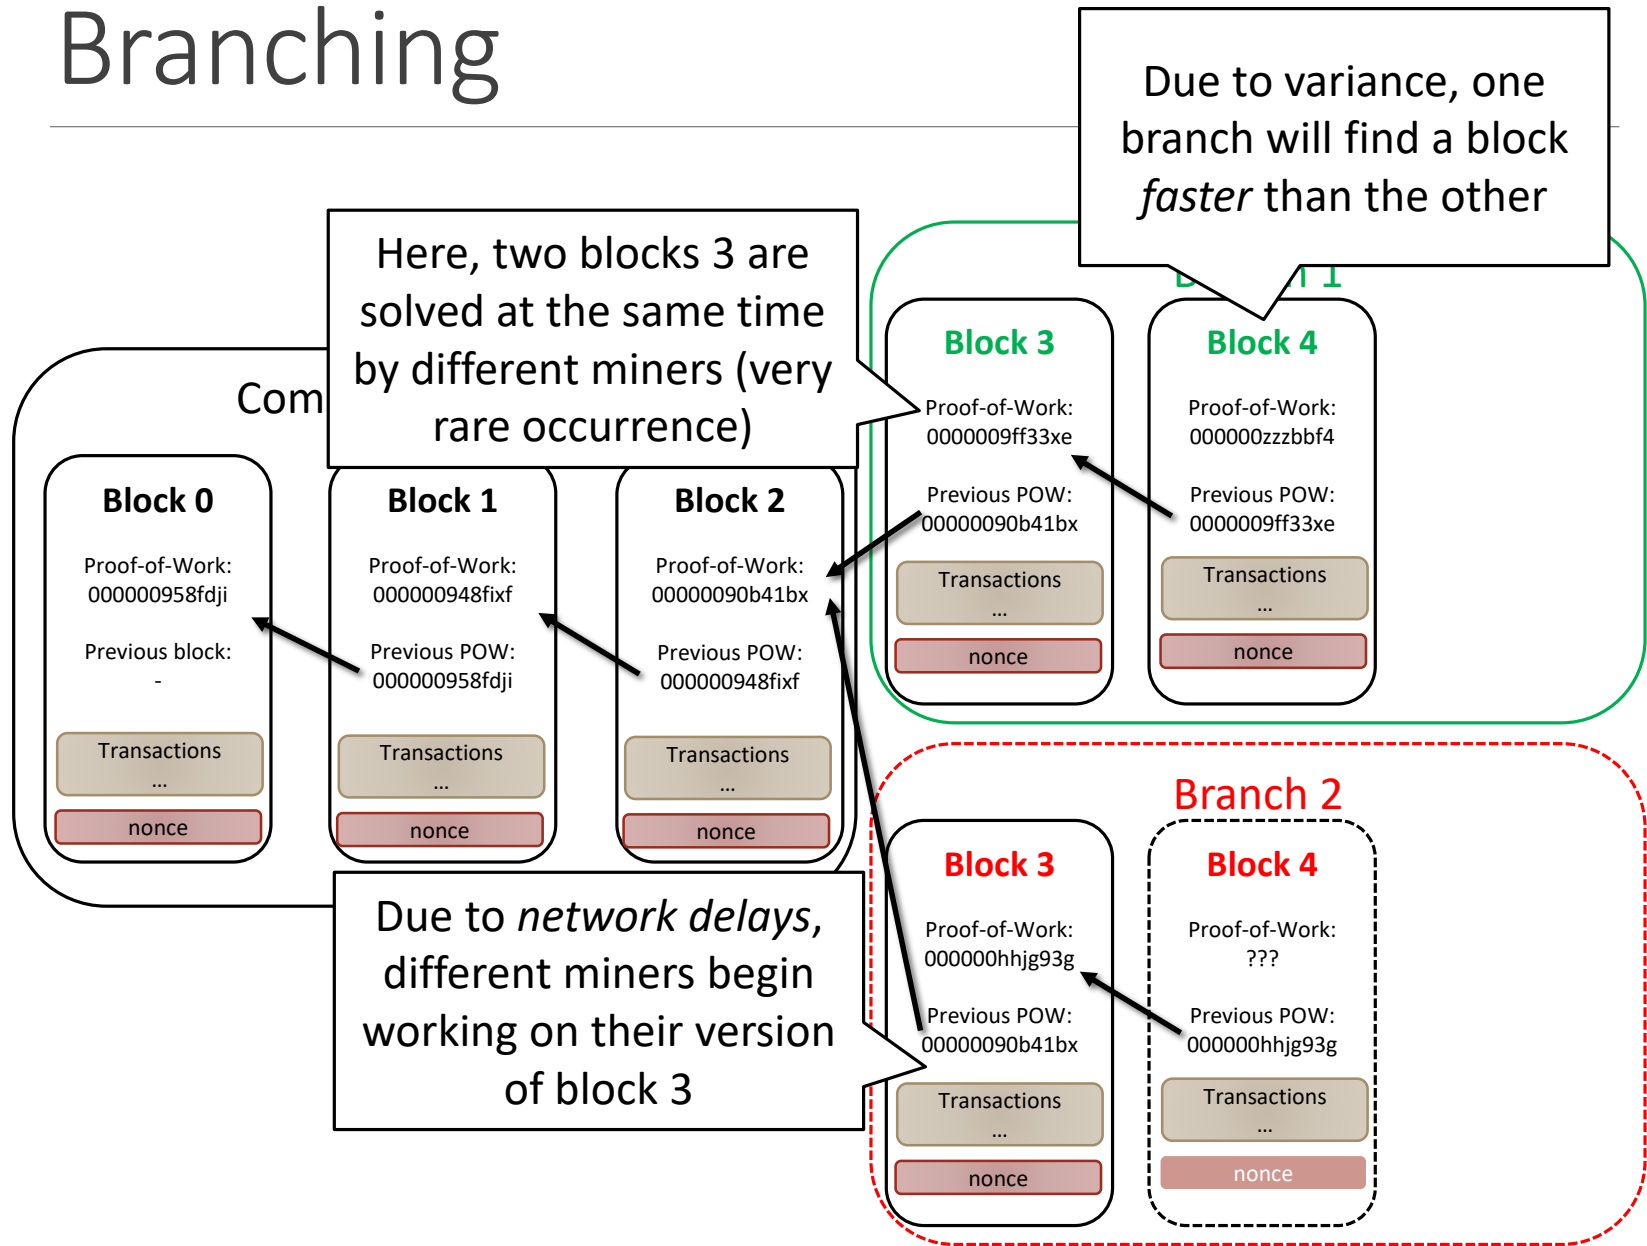 Branching
Due to variance, one
branch will find a block
faster than the other
Here, two blocks 3 are
solved at the same time
by different miners (very
rare occurrence)
Com
Block 0
Proof-of-Work:
000000958fdji
Previous block:
-
Transactions
...
nonce
Block 1
Proof-of-Work:
000000948fixf
Previous POW:
000000958fdji
Transactions
...
nonce
Block 2
Proof-of-Work:
00000090b41bx
Previous POW:
000000948fixf
Transactions
...
nonce
Due to network delays,
different miners begin
working on their version
of block 3
1
Block 3
Proof-of-Work:
0000009ff33xe
Previous POW:
00000090b41bx
Transactions
...
nonce
Block 4
Proof-of-Work:
000000zzzbbf4
Previous POW:
0000009ff33xe
Transactions
...
nonce
Branch 2
Block 3
Proof-of-Work:
000000hhjg93g
Previous POW:
00000090b41bx
Transactions
...
nonce
Block 4
Proof-of-Work:
???
Previous POW:
000000hhjg93g
Transactions
...
nonce